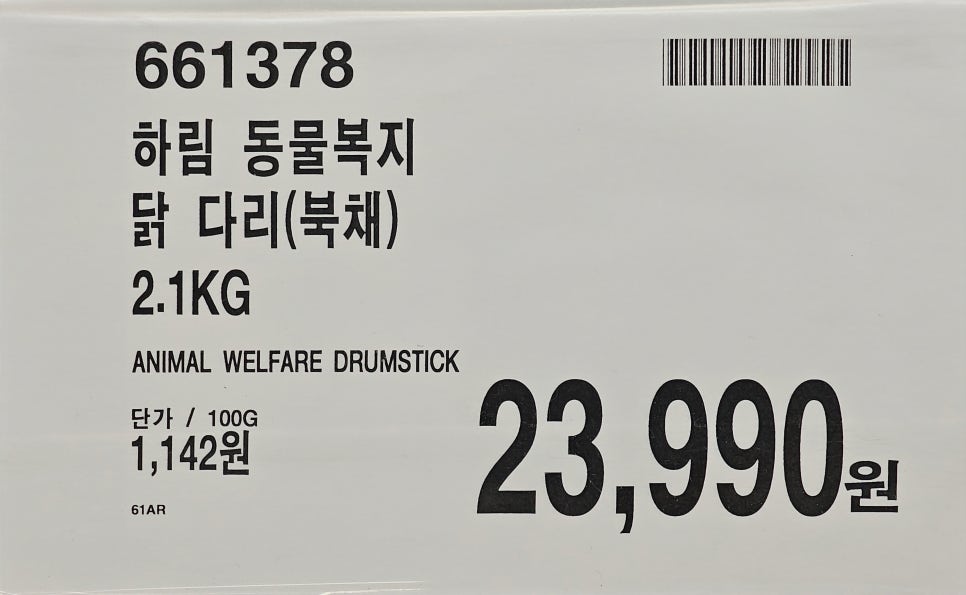 661378
하림 동물복지
닭 다리(북채)
2.1KG
ANIMAL WELFARE DRUMSTICK
단가 / 100G
1,142원
23,990원
61AR